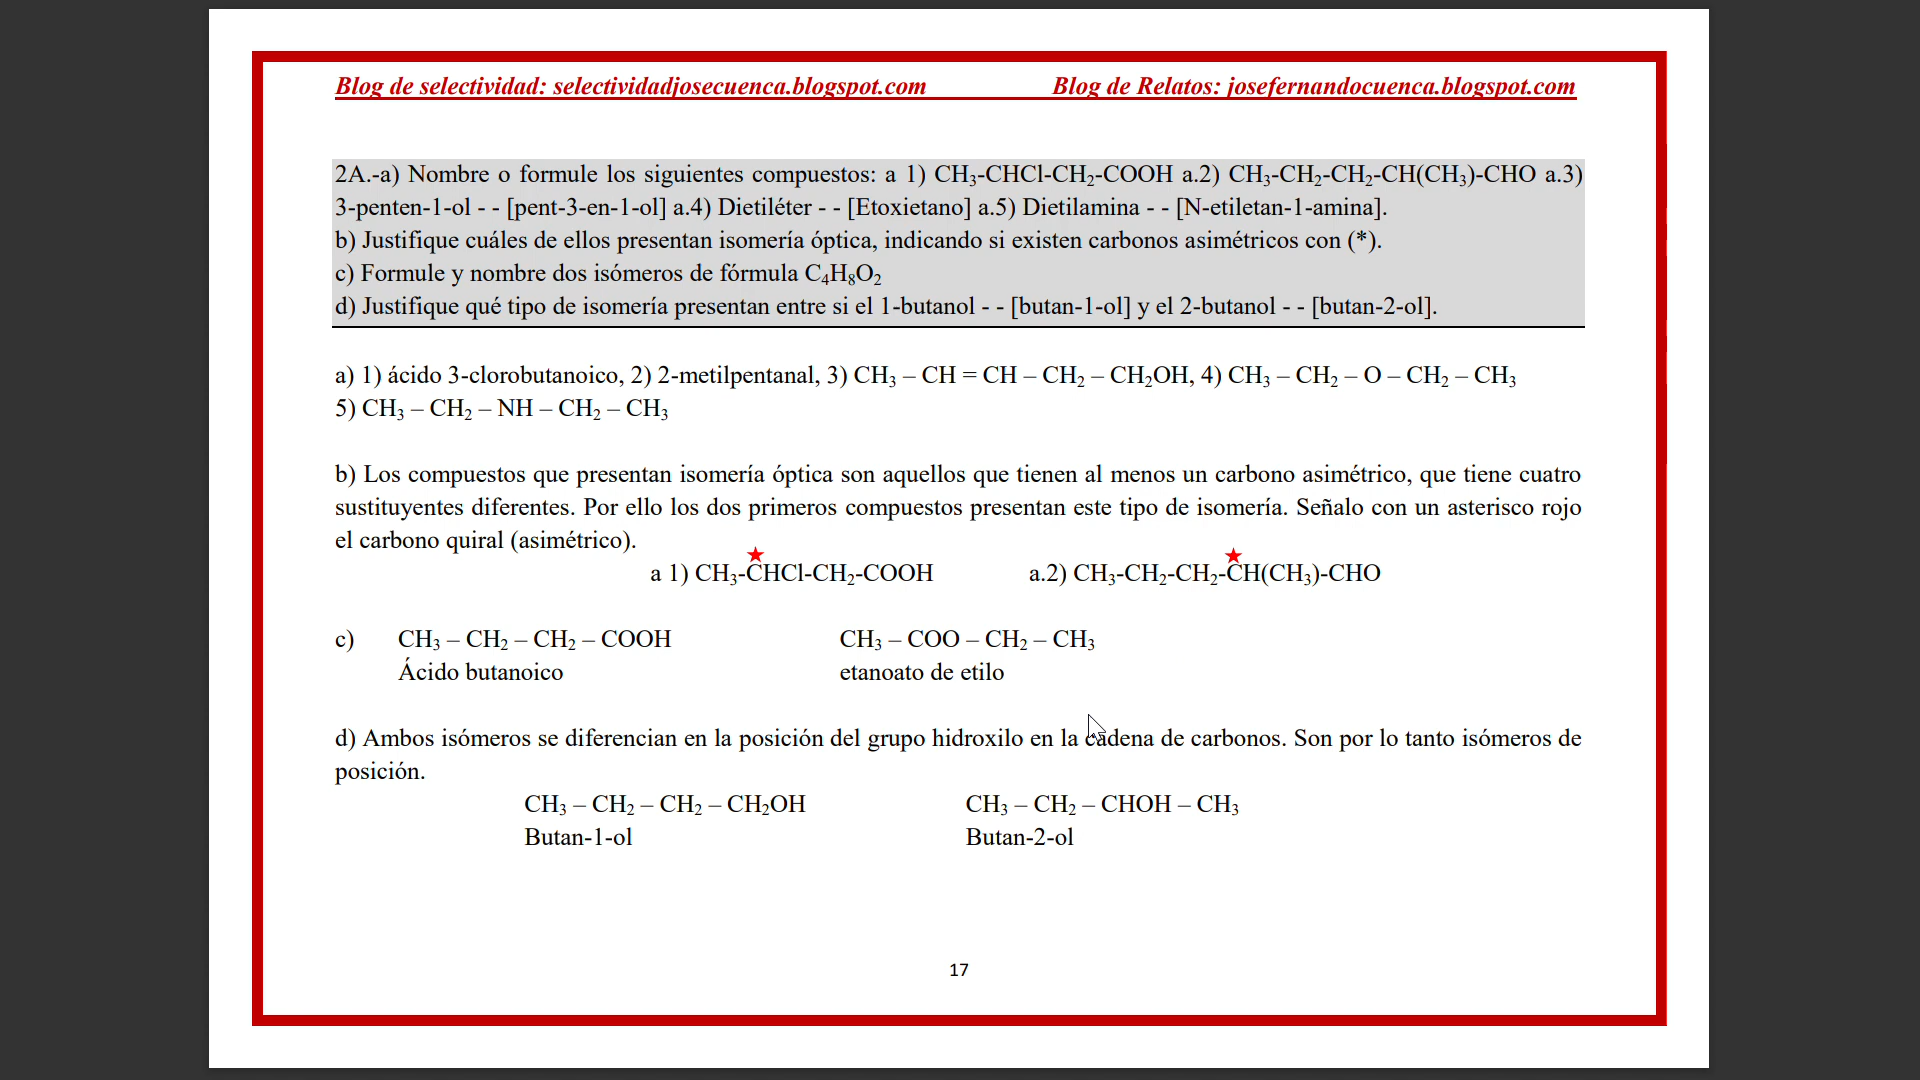 Blog de selectividad: selectividadjosecuenca.blogspot.com Blog de Relatos: josefernandocuenca.blogspot.com
2A.-a) Nombre o formule los siguientes compuestos: a 1) CH₃-CHCl-CH₂-COOH a.2) CH₃-CH₂-CH₂-CH(CH₃)-CHO a.3)
3-penten-1-ol - - [pent-3-en-1-ol] a.4) Dietiléter - - [Etoxietano] a.5) Dietilamina - - [N-etiletan-1-amina].
b) Justifique cuáles de ellos presentan isomería óptica, indicando si existen carbonos asimétricos con (*).
c) Formule y nombre dos isómeros de fórmula C₄H₈O₂
d) Justifique qué tipo de isomería presentan entre si el 1-butanol - - [butan-1-ol] y el 2-butanol - - [butan-2-ol].
a) 1) ácido 3-clorobutanoico, 2) 2-metilpentanal, 3) CH₃ – CH = CH – CH₂ – CH₂OH, 4) CH₃ – CH₂ – O – CH₂ – CH₃
5) CH₃ – CH₂ – NH – CH₂ – CH₃
b) Los compuestos que presentan isomería óptica son aquellos que tienen al menos un carbono asimétrico, que tiene cuatro
sustituyentes diferentes. Por ello los dos primeros compuestos presentan este tipo de isomería. Señalo con un asterisco rojo
el carbono quiral (asimétrico).
a 1) CH₃-CHCl-CH₂-COOH a.2) CH₃-CH₂-CH₂-CH(CH₃)-CHO
c) CH₃ – CH₂ – CH₂ – COOH CH₃ – COO – CH₂ – CH₃
Ácido butanoico etanoato de etilo
d) Ambos isómeros se diferencian en la posición del grupo hidroxilo en la cadena de carbonos. Son por lo tanto isómeros de
posición.
CH₃ – CH₂ – CH₂ – CH₂OH CH₃ – CH₂ – CHOH – CH₃
Butan-1-ol Butan-2-ol
17